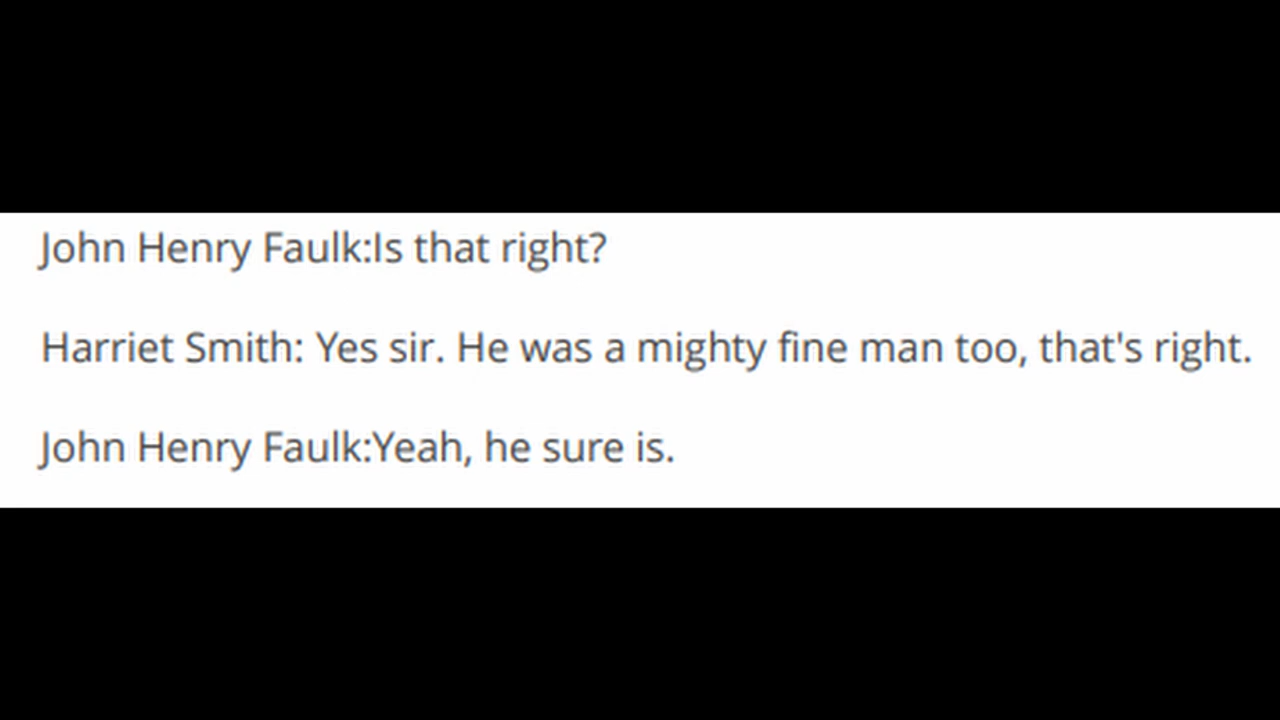 John Henry Faulk:Is that right?
Harriet Smith: Yes sir. He was a mighty fine man too, that's right.
John Henry Faulk:Yeah, he sure is.